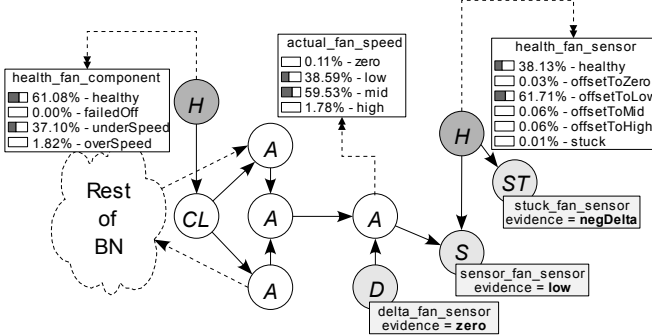 actual_fan_speed
0.11% - zero
38.59% - low
59.53% - mid
1.78% - high
health_fan_sensor
38.13% - healthy
0.03% - offsetToZero
61.71% - offsetToLow
0.06% - offsetToMid
0.06% - offsetToHigh
0.01% - stuck
health_fan_component
61.08% - healthy
0.00% - failedOff
37.10% - underSpeed
1.82% - overSpeed
H
H
A
ST
stuck_fan_sensor
evidence = negDelta
Rest
of
BN
CL
A
A
S
sensor_fan_sensor
evidence = low
A
D
delta_fan_sensor
evidence = zero